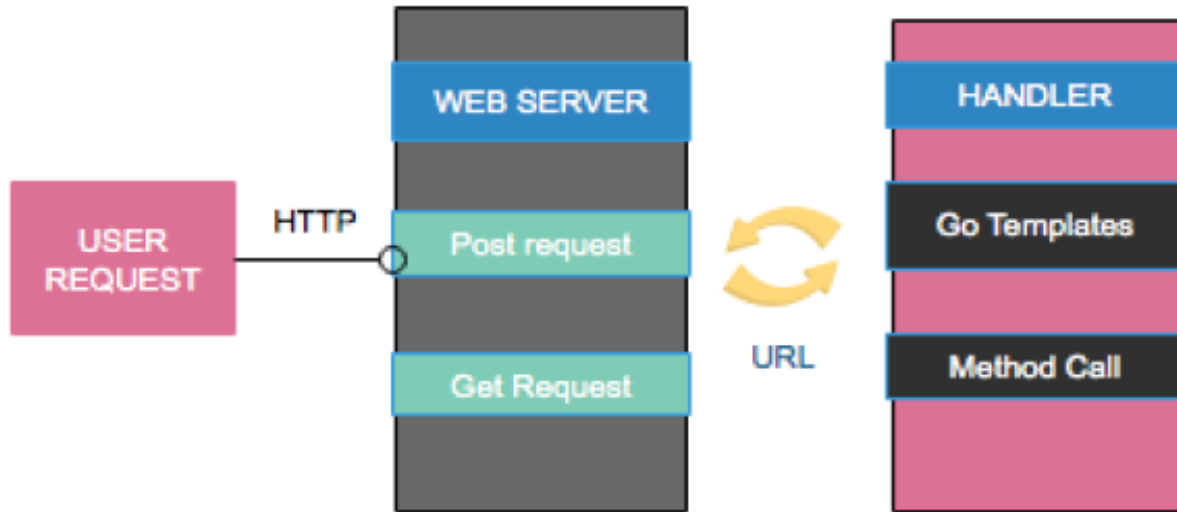 USER
REQUEST
HTTP
WEB SERVER
Post request
Get Request
URL
HANDLER
Go Templates
Method Call